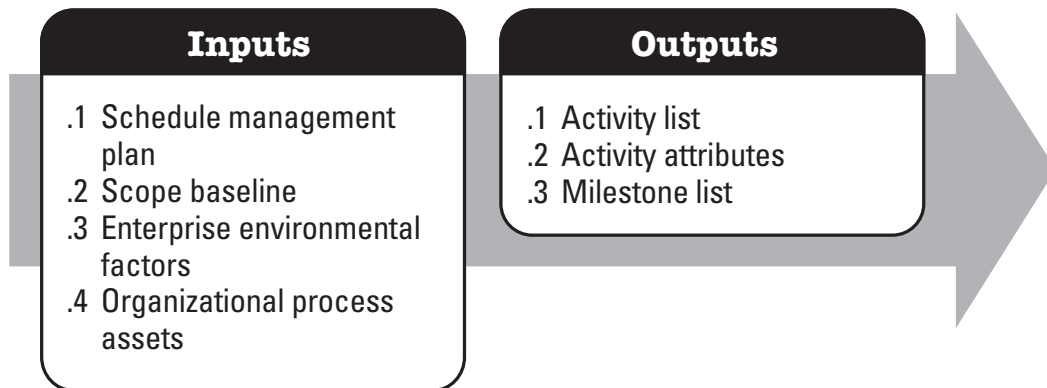 Inputs
.1 Schedule management
plan
.2 Scope baseline
.3 Enterprise environmental
factors
.4 Organizational process
assets
Outputs
.1 Activity list
.2 Activity attributes
.3 Milestone list